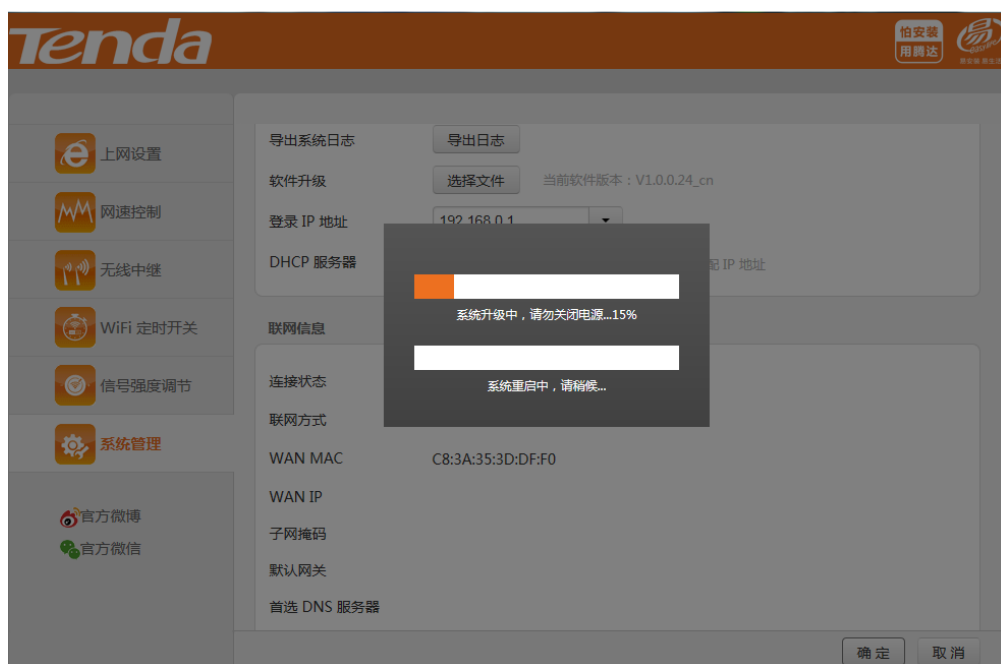 Tenda
怕安装
用腾达
易
上网设置
网速控制
无线中继
WiFi 定时开关
信号强度调节
系统管理
官方微博
官方微信
导出系统日志 导出日志
软件升级 选择文件 当前软件版本：V1.0.0.24_cn
登录 IP 地址 192.168.0.1
DHCP 服务器 配 IP 地址
系统升级中，请勿关闭电源...15%
系统重启中，请稍候...
联网信息
连接状态
联网方式
WAN MAC C8:3A:35:3D:DF:F0
WAN IP
子网掩码
默认网关
首选 DNS 服务器
确 定 取 消